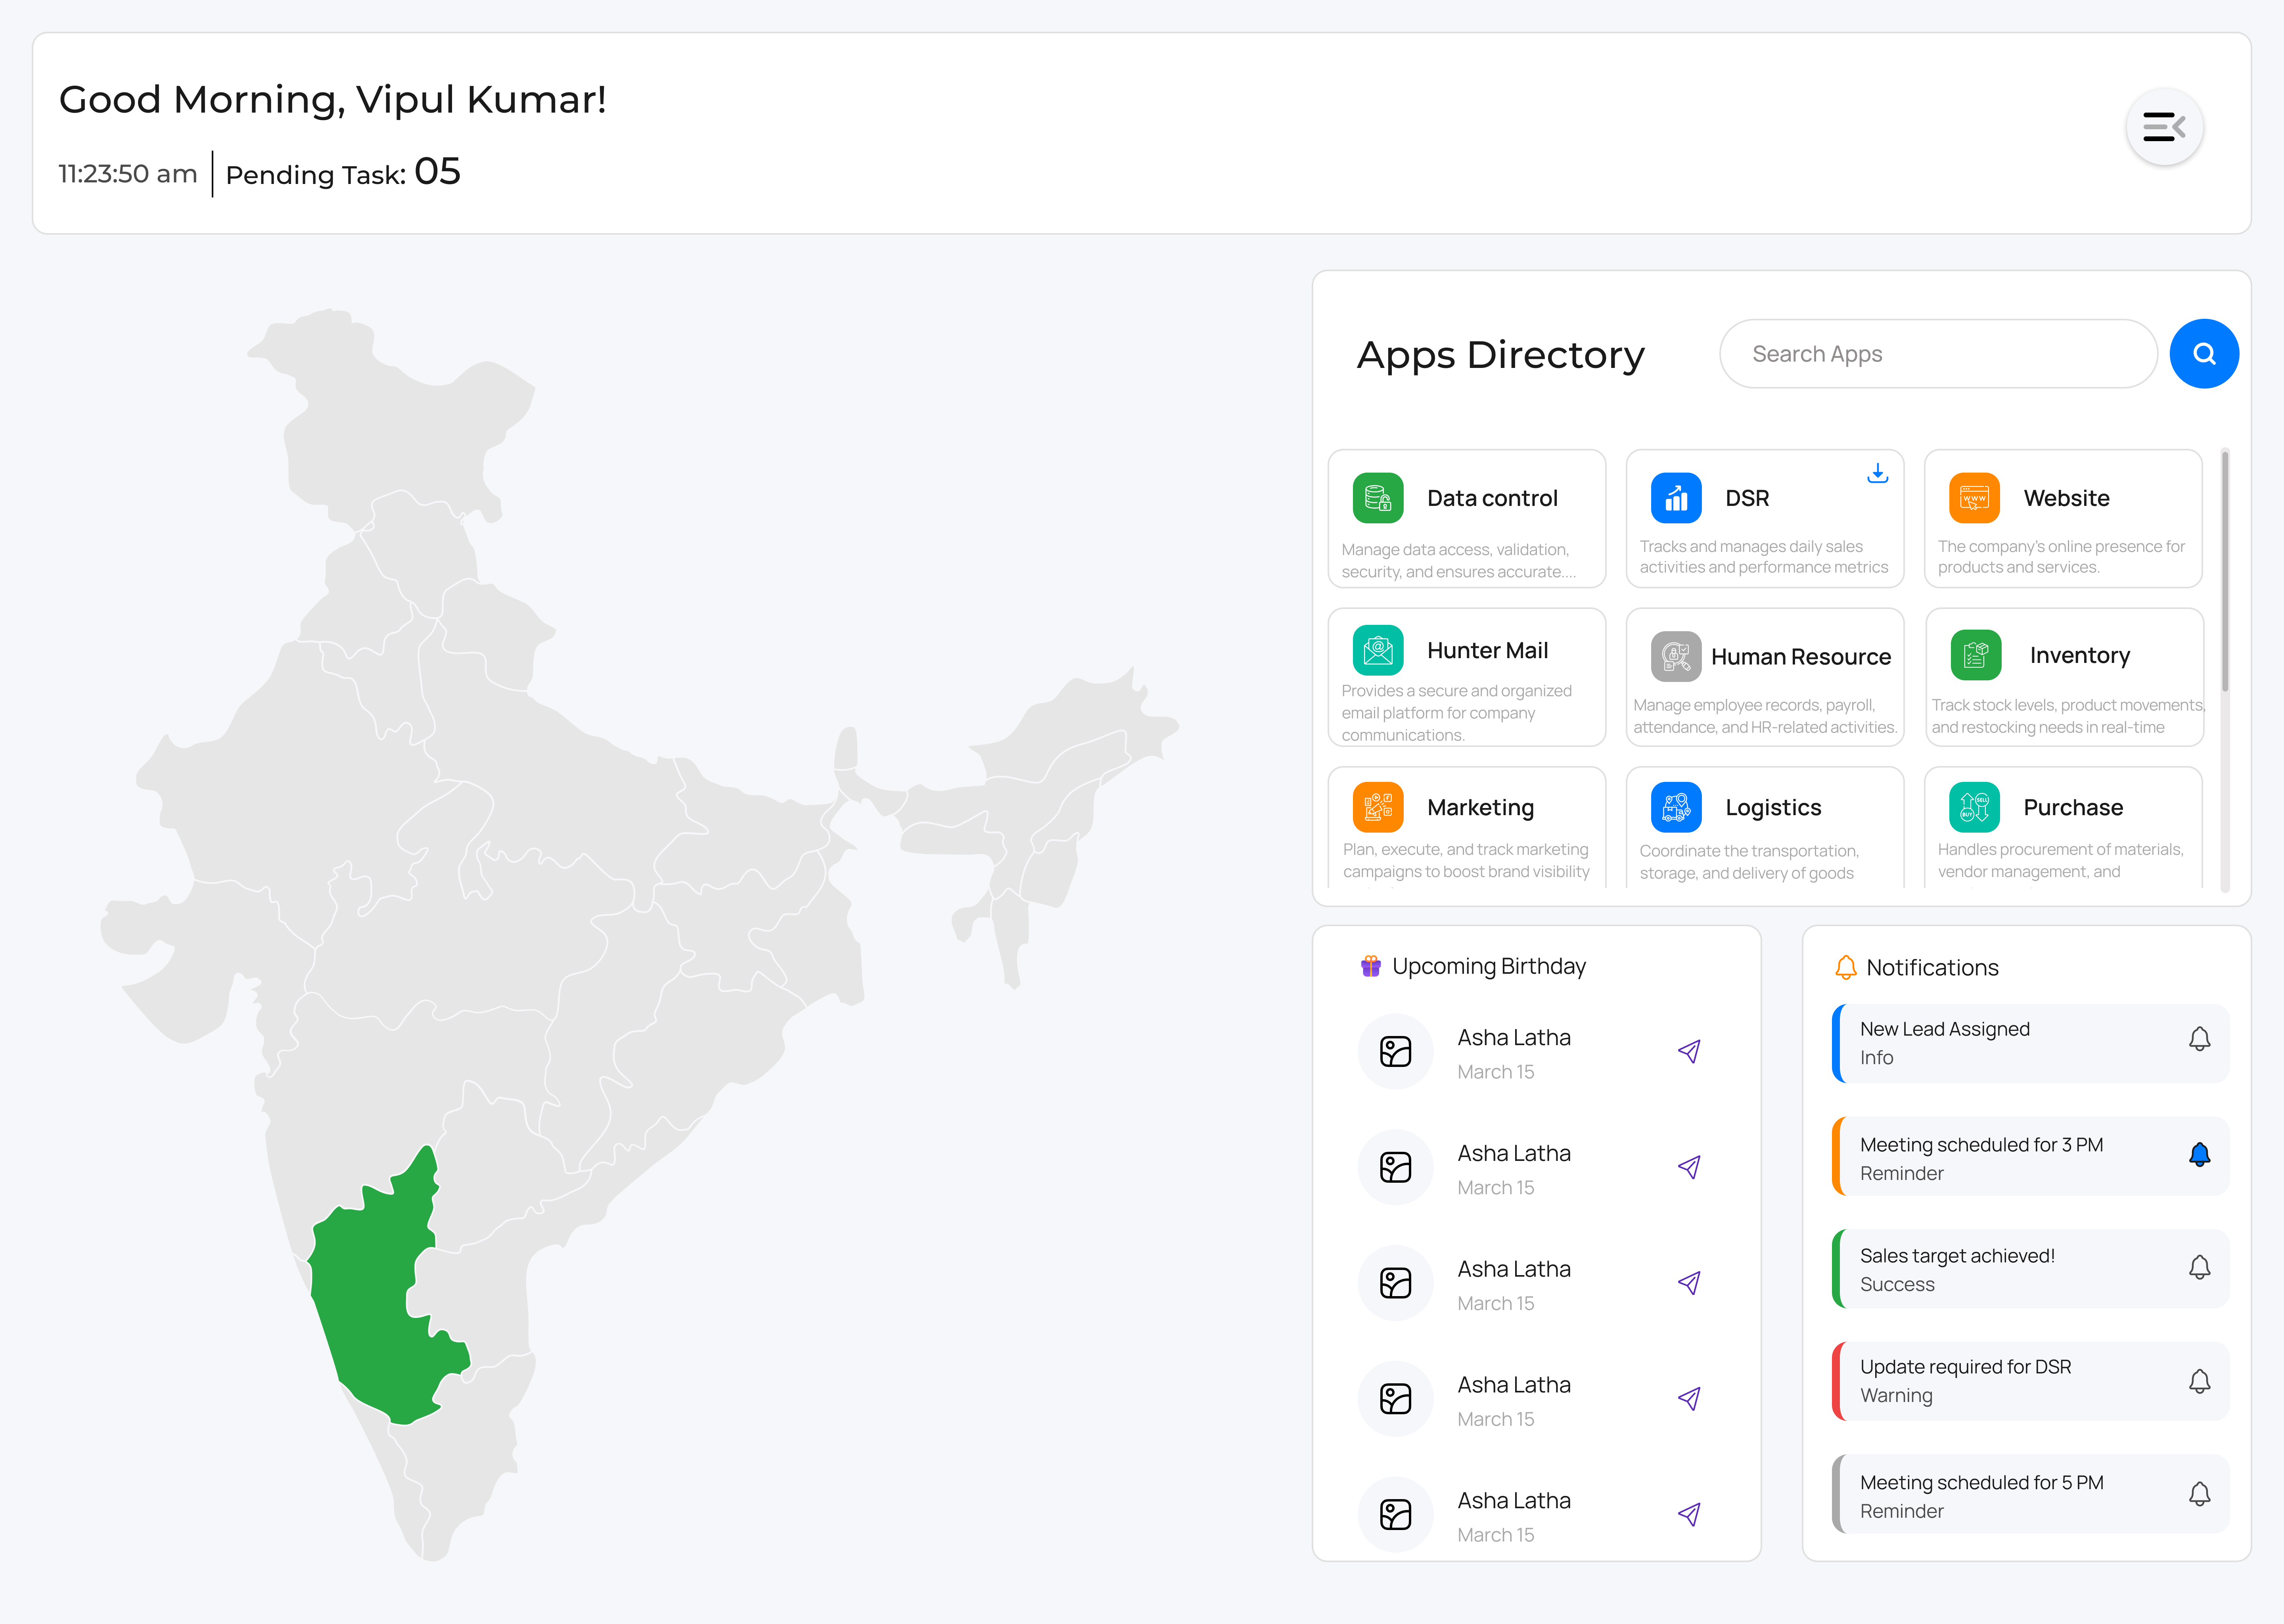 Good Morning, Vipul Kumar!
11:23:50 am
Pending Task: 05
Apps Directory
Search Apps
Data control
Manage data access, validation,
security, and ensures accurate....
DSR
Tracks and manages daily sales
activities and performance metrics
WWW
Website
The company's online presence for
products and services.
Hunter Mail
Provides a secure and organized
email platform for company
communications.
Human Resource
Manage employee records, payroll,
attendance, and HR-related activities.
Inventory
Track stock levels, product movements,
and restocking needs in real-time
Marketing
Plan, execute, and track marketing
campaigns to boost brand visibility
Logistics
Coordinate the transportation,
storage, and delivery of goods
SELL
BUY
Purchase
Handles procurement of materials,
vendor management, and
Upcoming Birthday
Asha Latha
March 15
Asha Latha
March 15
Asha Latha
March 15
Asha Latha
March 15
Asha Latha
March 15
Notifications
New Lead Assigned
Info
Meeting scheduled for 3 PM
Reminder
Sales target achieved!
Success
Update required for DSR
Warning
Meeting scheduled for 5 PM
Reminder